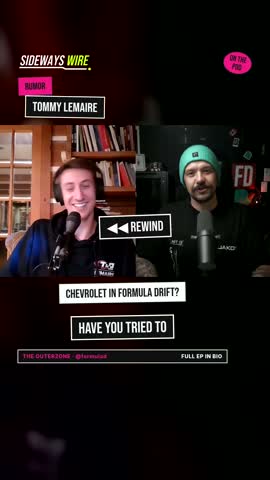 SIDEWAYS WIRE.
ON THE POD
RUMOR
TOMMY LEMAIRE
FD
REWIND
CHEVROLET IN FORMULA DRIFT?
HAVE YOU TRIED TO
THE OUTERZONE - @formulad
FULL EP IN BIO